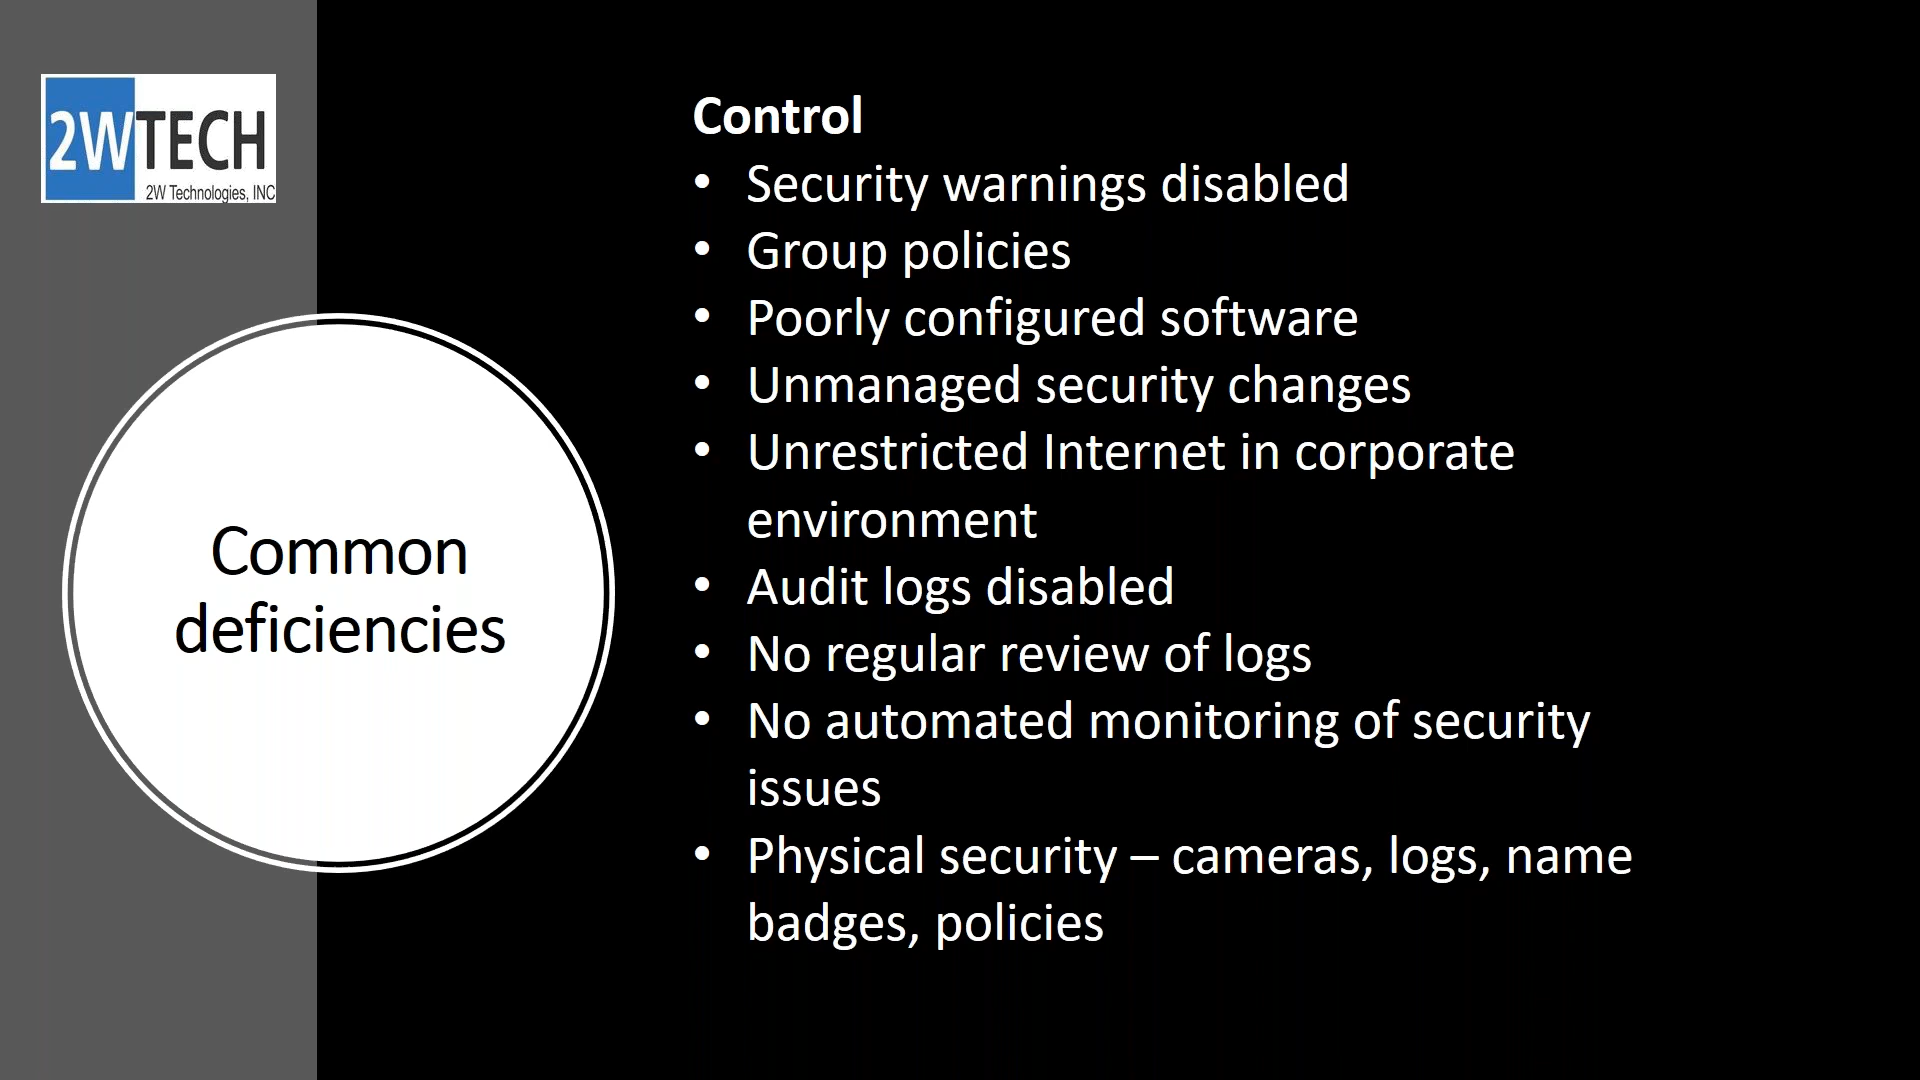 2WTECH
2W Technologies, INC
Common
deficiencies
Control
• Security warnings disabled
• Group policies
• Poorly configured software
• Unmanaged security changes
• Unrestricted Internet in corporate
environment
• Audit logs disabled
• No regular review of logs
• No automated monitoring of security
issues
• Physical security – cameras, logs, name
badges, policies